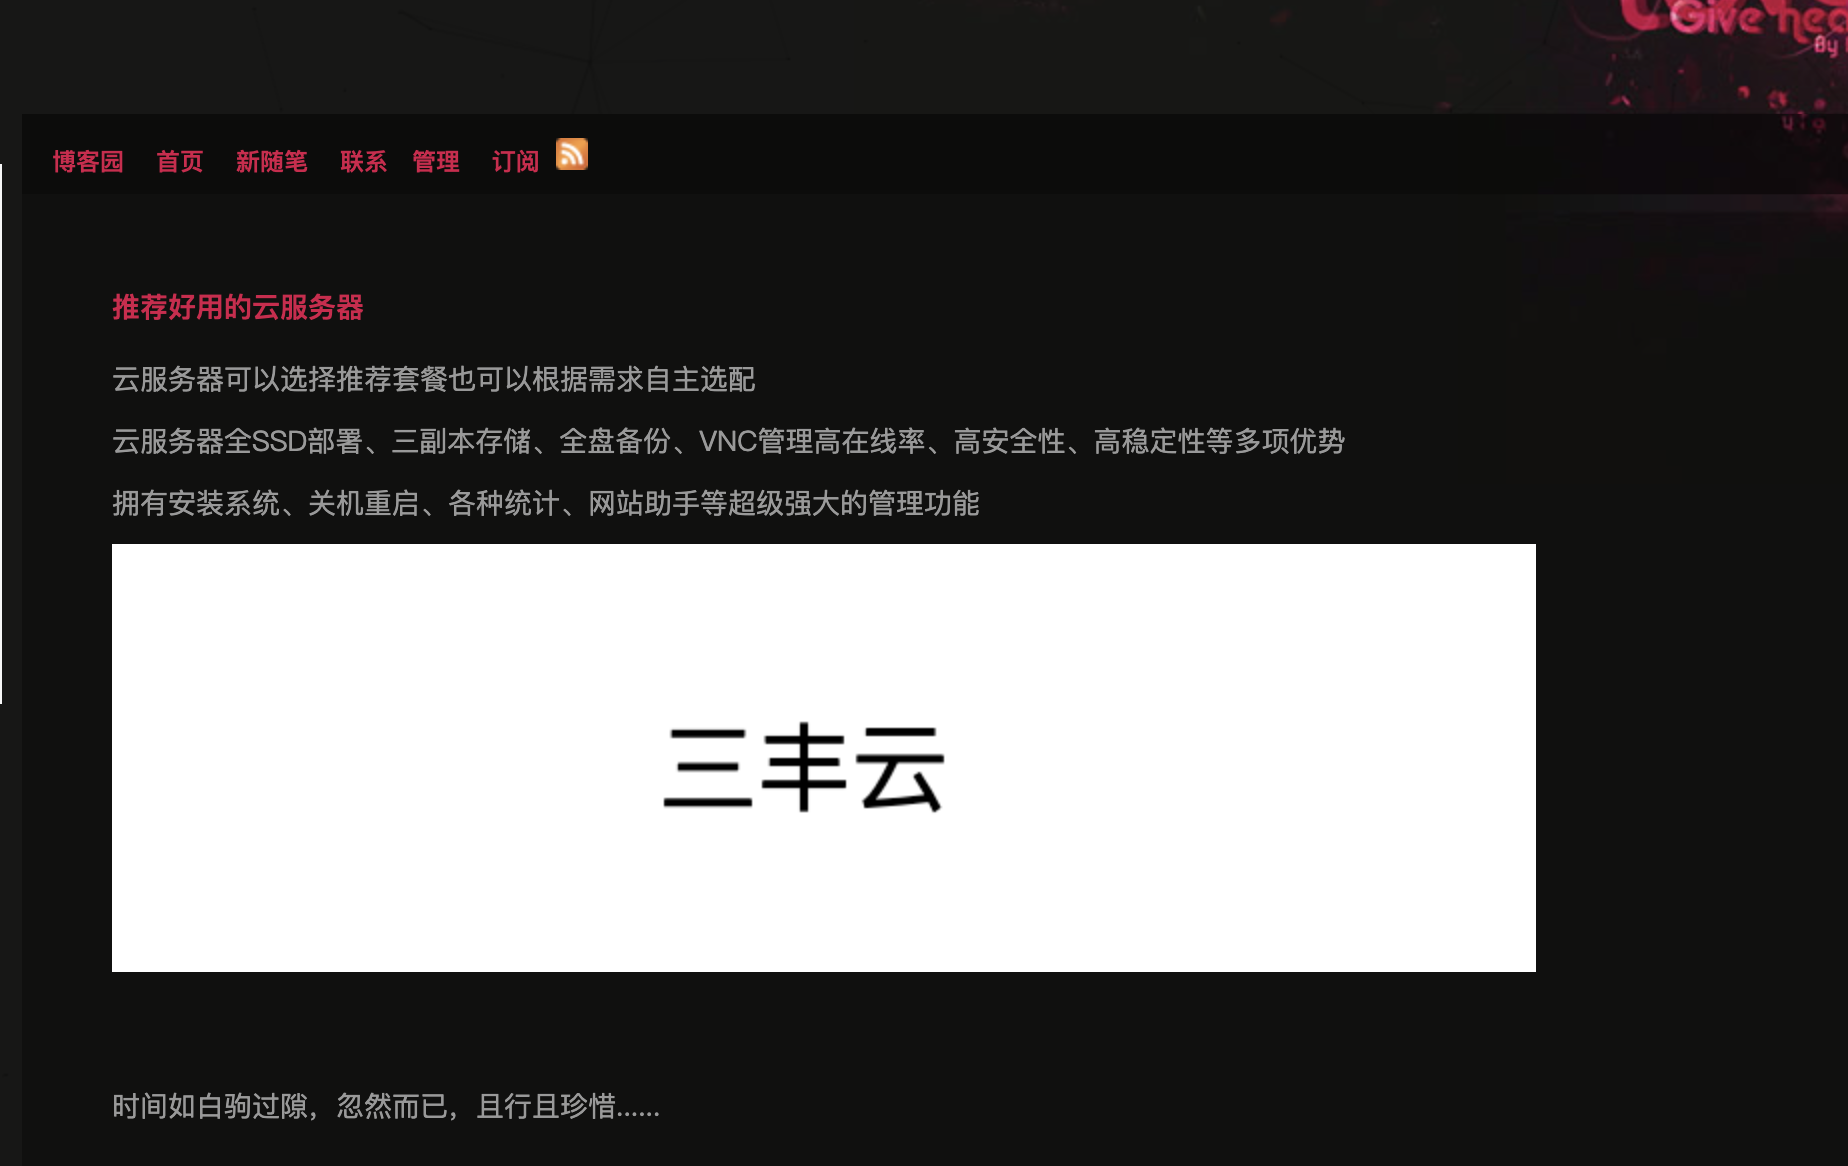 Give
By
博客园 首页 新随笔 联系 管理 订阅
推荐好用的云服务器
云服务器可以选择推荐套餐也可以根据需求自主选配
云服务器全SSD部署、三副本存储、全盘备份、VNC管理高在线率、高安全性、高稳定性等多项优势
拥有安装系统、关机重启、各种统计、网站助手等超级强大的管理功能
三丰云
时间如白驹过隙，忽然而已，且行且珍惜......